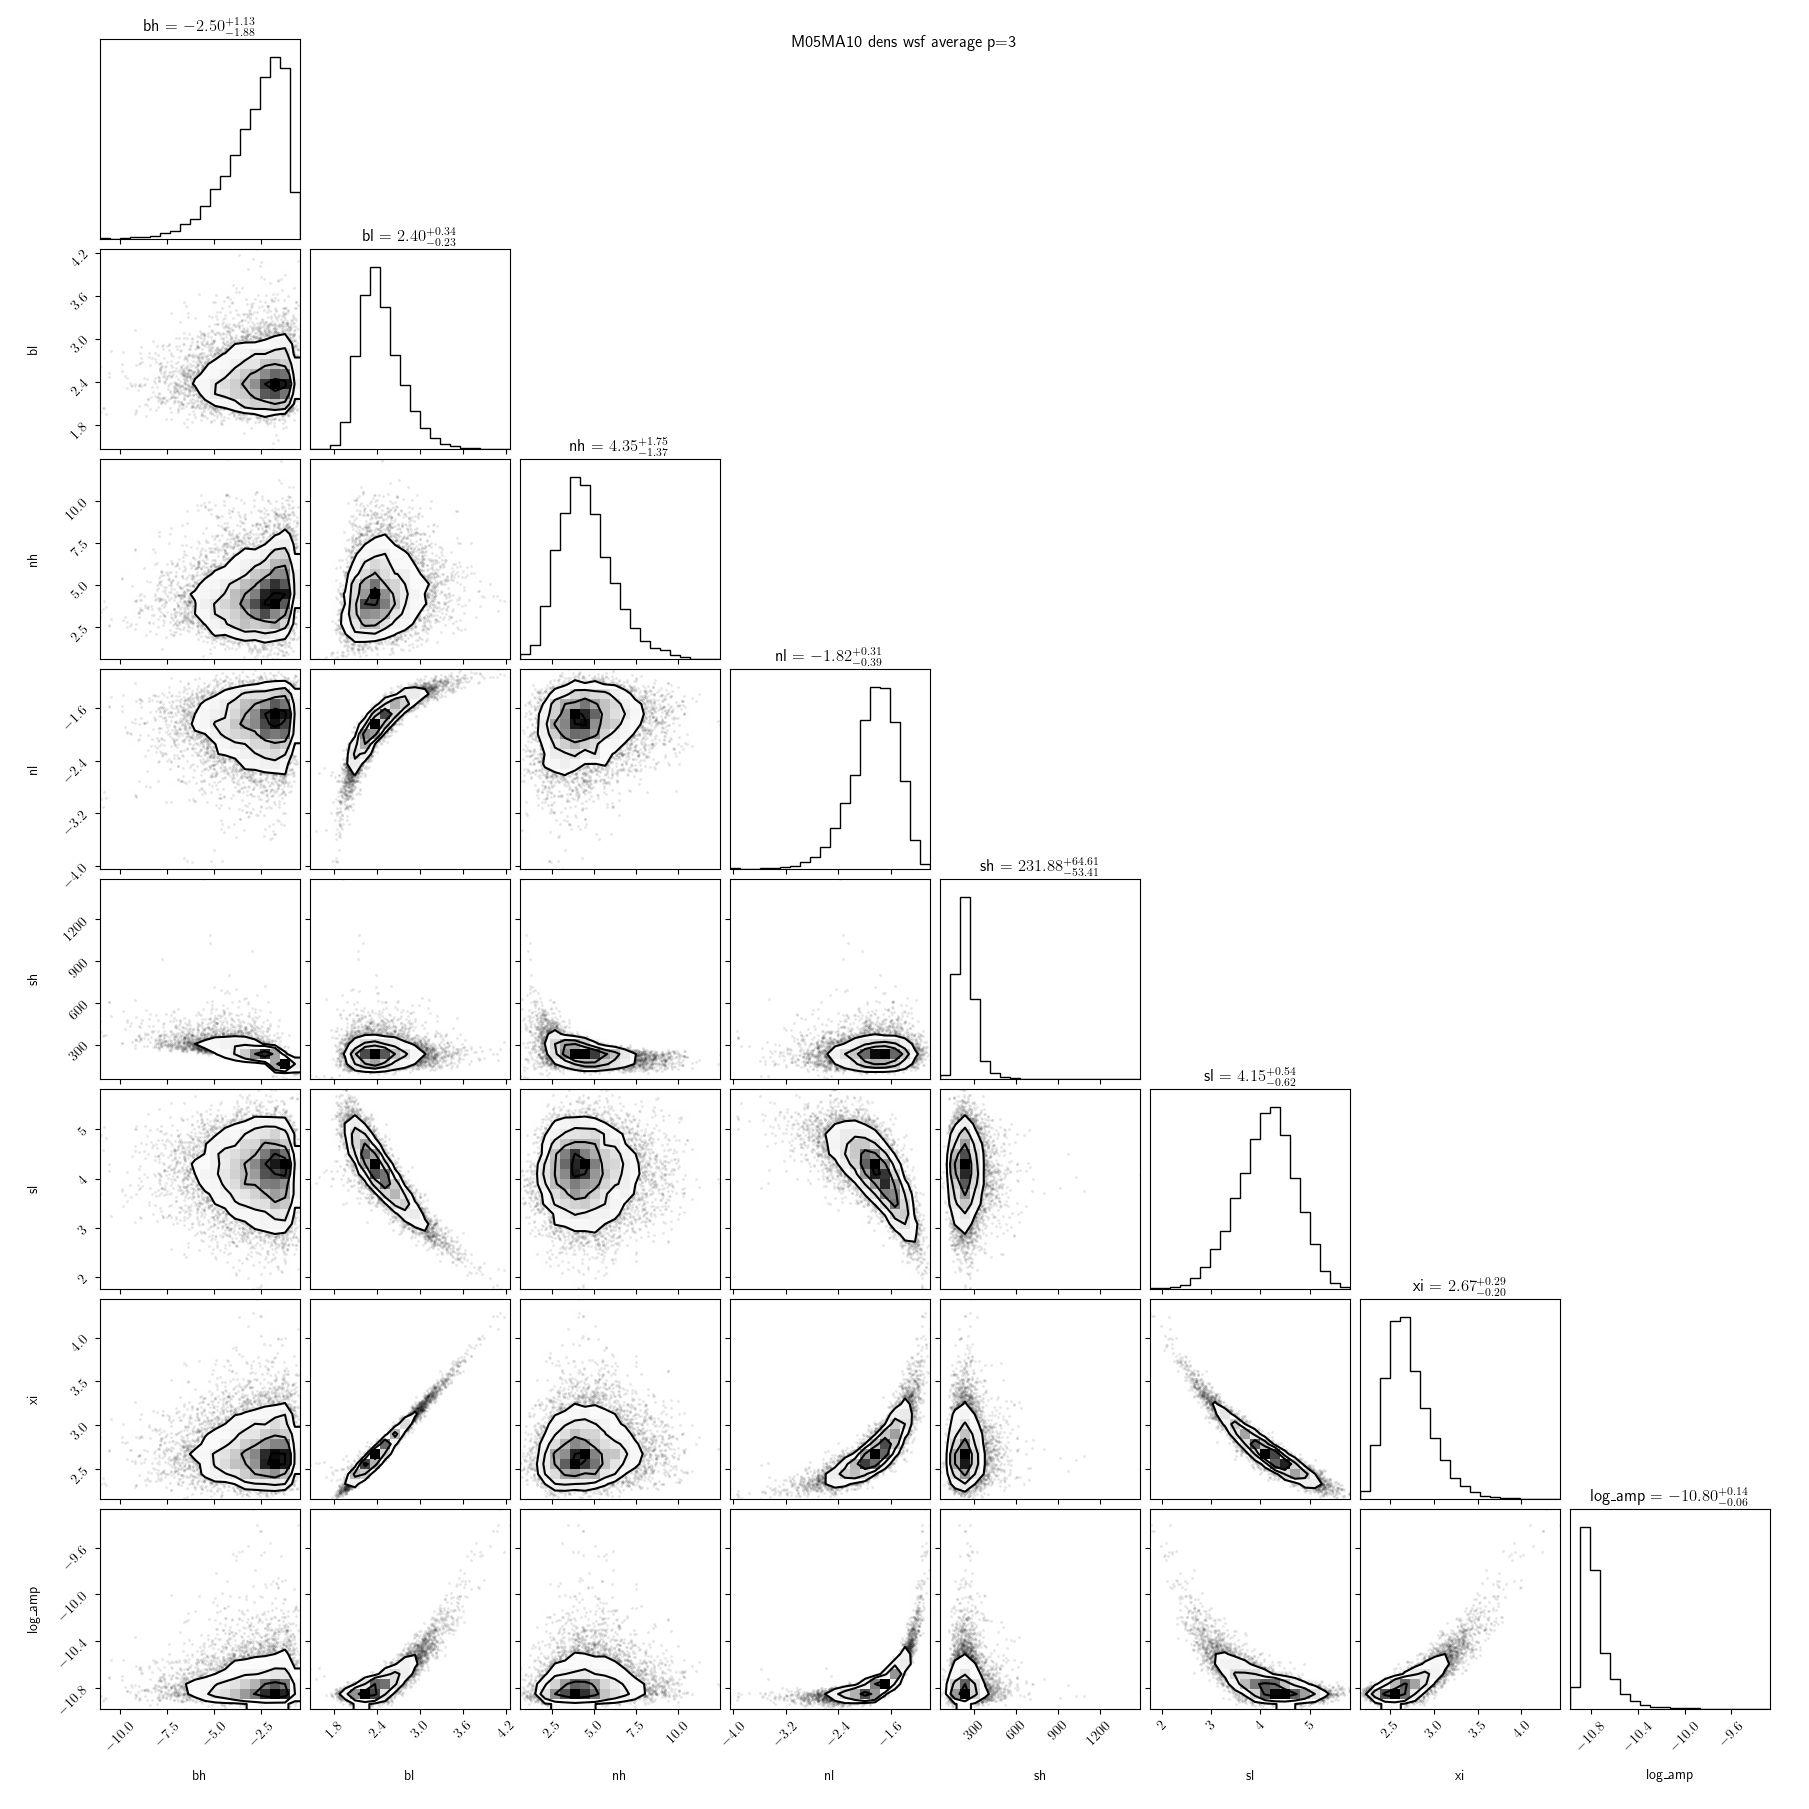 bh = −2.50+1.13−1.88
M05MA10 dens wsf average p=3
bl = 2.40+0.34−0.23
4.2
3.6
3.0
2.4
1.8
bl
nh = 4.35+1.75−1.37
10.0
7.5
5.0
2.5
nh
nl = −1.82+0.31−0.39
−1.6
−2.4
−3.2
−4.0
nl
sh = 231.88+64.61−53.41
1200
900
600
300
sh
sl = 4.15+0.54−0.62
5
4
3
2
sl
xi = 2.67+0.29−0.20
4.0
3.5
3.0
2.5
xi
log_amp = −10.80+0.14−0.06
−9.6
−10.0
−10.4
−10.8
log_amp
−10.0 −7.5 −5.0 −2.5 1.8 2.4 3.0 3.6 4.2 2.5 5.0 7.5 10.0 −4.0 −3.2 −2.4 −1.6 300 600 900 1200 2 3 4 5 2.5 3.0 3.5 4.0 −10.8 −10.4 −10.0 −9.6
bh bl nh nl sh sl xi log_amp